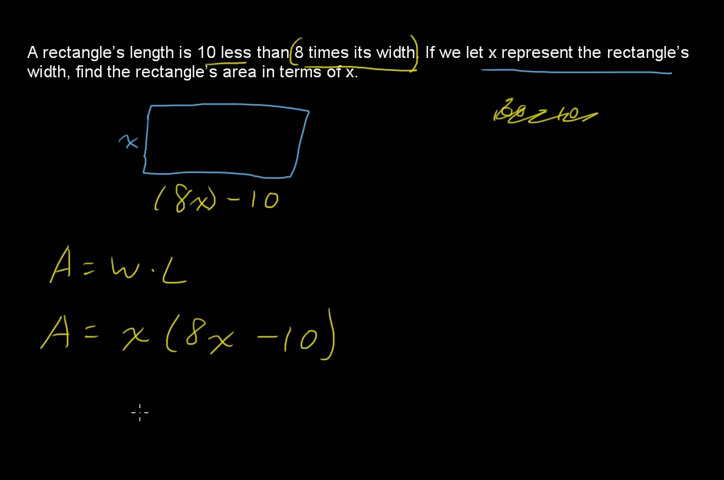 A rectangle's length is 10 less than (8 times its width) If we let x represent the rectangle's
width, find the rectangle's area in terms of x.
x
(8x) - 10
A = w · L
A = x (8x - 10)